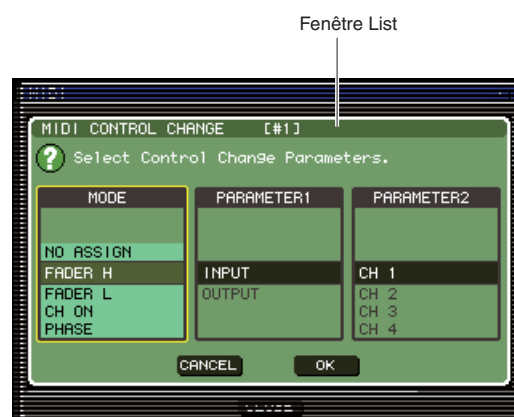 Fenêtre List
MIDI
MIDI CONTROL CHANGE [#1]
Select Control Change Parameters.
MODE
NO ASSIGN
FADER H
FADER L
CH ON
PHASE
PARAMETER1
INPUT
OUTPUT
PARAMETER2
CH 1
CH 2
CH 3
CH 4
CANCEL
OK